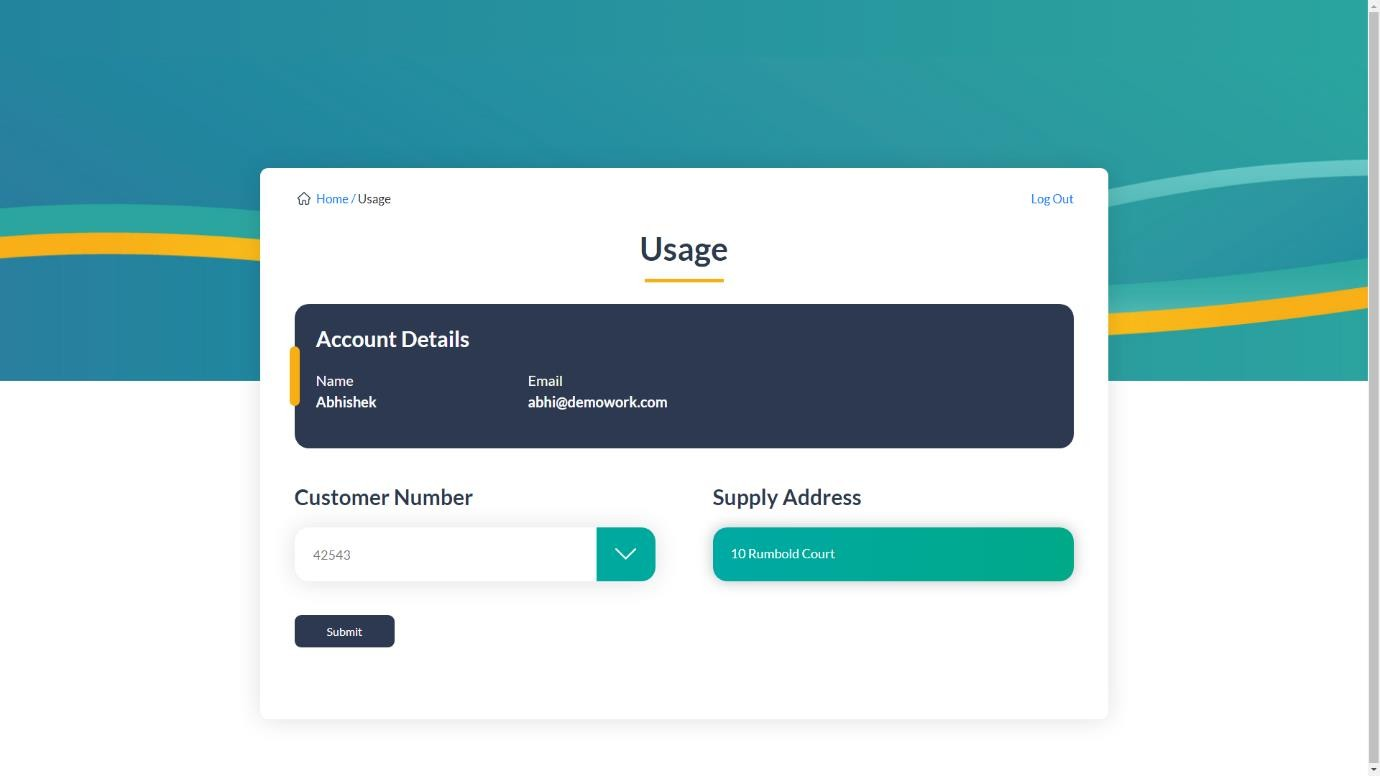 Home / Usage
Log Out
Usage
Account Details
Name
Email
Abhishek
abhi@demowork.com
Customer Number
Supply Address
42543
10 Rumbold Court
Submit